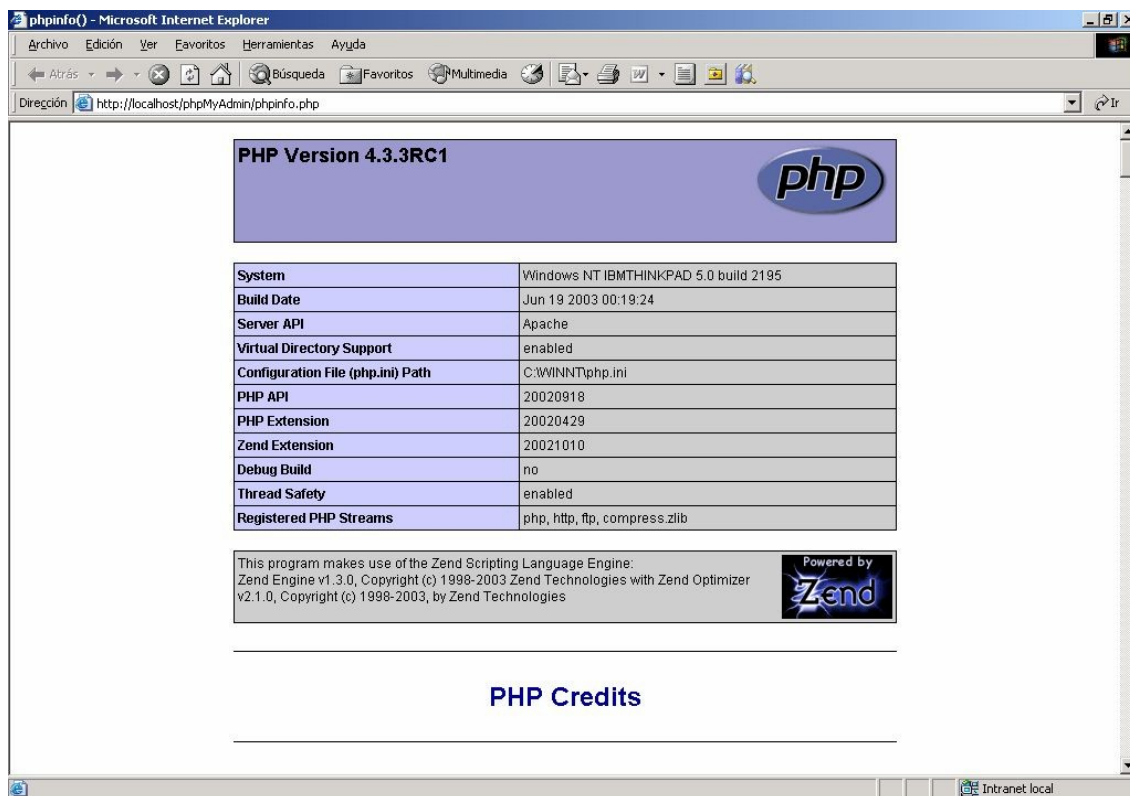 phpinfo() - Microsoft Internet Explorer
Archivo Edición Ver Favoritos Herramientas Ayuda
Atrás Búsqueda Favoritos Multimedia
Dirección http://localhost/phpMyAdmin/phpinfo.php Ir
PHP Version 4.3.3RC1
php
System Windows NT IBMTHINKPAD 5.0 build 2195
Build Date Jun 19 2003 00:19:24
Server API Apache
Virtual Directory Support enabled
Configuration File (php.ini) Path C:\WINNT\php.ini
PHP API 20020918
PHP Extension 20020429
Zend Extension 20021010
Debug Build no
Thread Safety enabled
Registered PHP Streams php, http, ftp, compress.zlib
This program makes use of the Zend Scripting Language Engine:
Zend Engine v1.3.0, Copyright (c) 1998-2003 Zend Technologies with Zend Optimizer
v2.1.0, Copyright (c) 1998-2003, by Zend Technologies
Powered by
Zend
PHP Credits
Intranet local